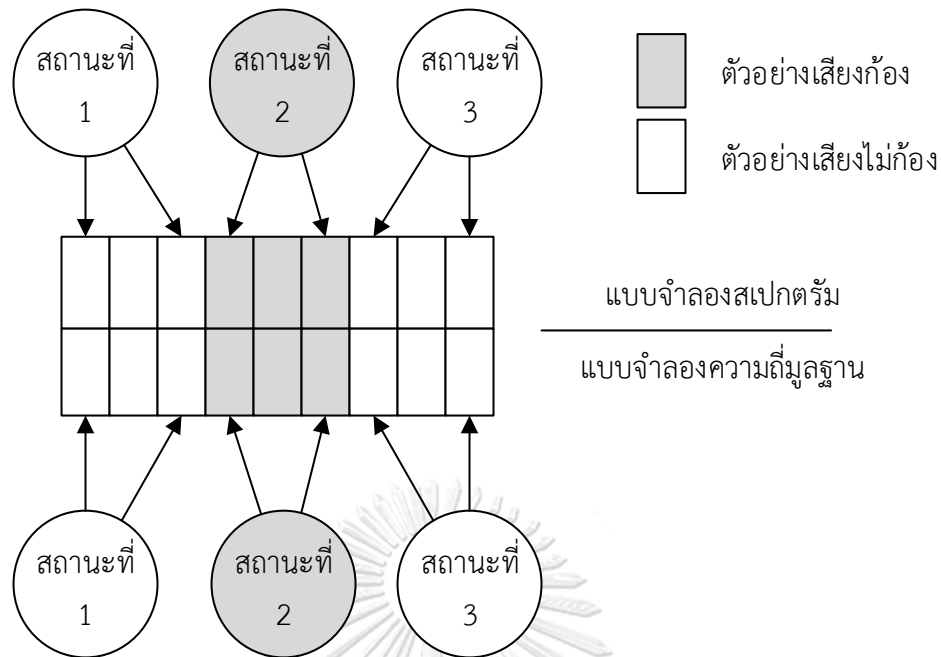 สถานะที่
1
สถานะที่
2
สถานะที่
3
ตัวอย่างเสียงก้อง
ตัวอย่างเสียงไม่ก้อง
แบบจำลองสเปกตรัม
แบบจำลองความถี่มูลฐาน
สถานะที่
1
สถานะที่
2
สถานะที่
3